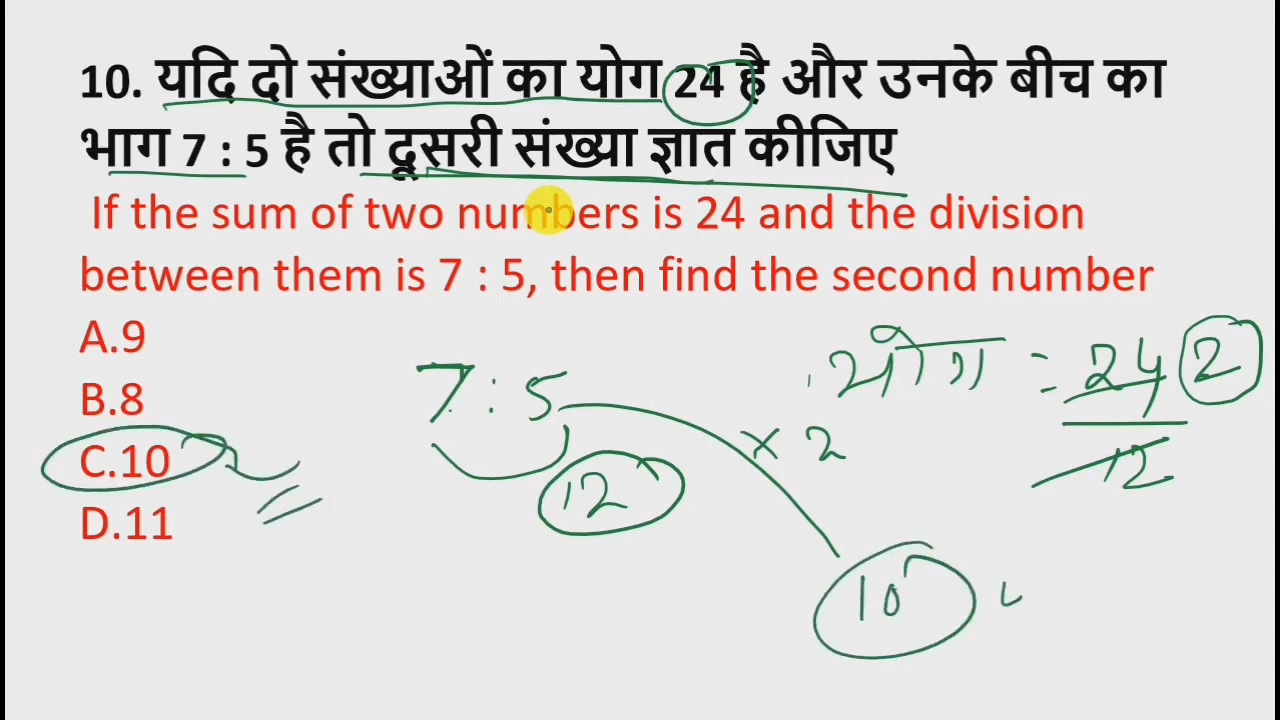 10. यदि दो संख्याओं का योग 24 है और उनके बीच का
भाग 7 : 5 है तो दूसरी संख्या ज्ञात कीजिए
If the sum of two numbers is 24 and the division
between them is 7 : 5, then find the second number
A.9
B.8
C.10
D.11
7 : 5
12
× 2
योग = 24 2
12
10